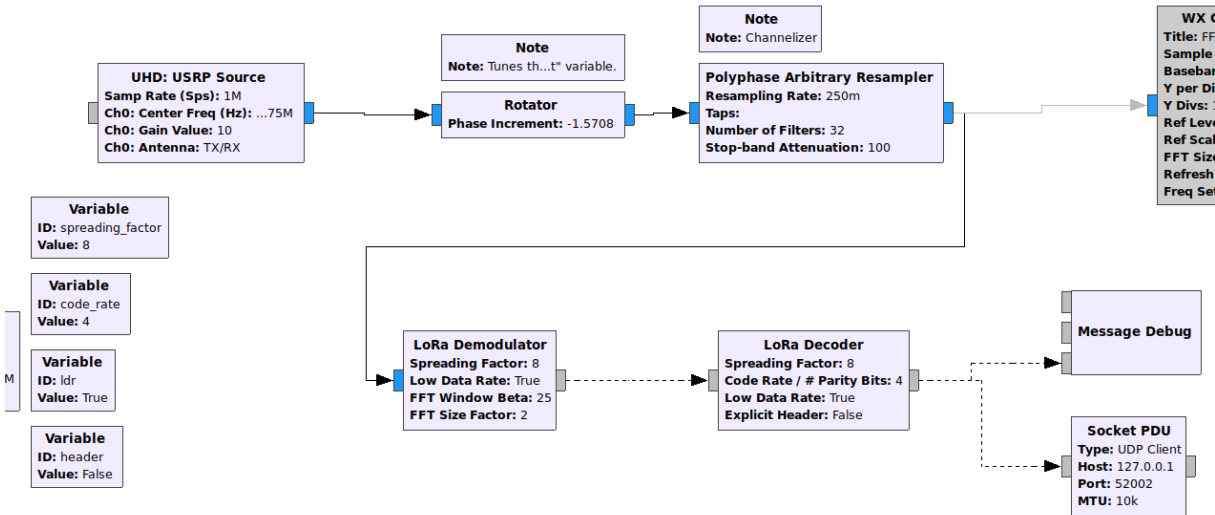 Note
Note: Tunes th...t" variable.
Note
Note: Channelizer
UHD: USRP Source
Samp Rate (Sps): 1M
Ch0: Center Freq (Hz): ...75M
Ch0: Gain Value: 10
Ch0: Antenna: TX/RX
Rotator
Phase Increment: -1.5708
Polyphase Arbitrary Resampler
Resampling Rate: 250m
Taps:
Number of Filters: 32
Stop-band Attenuation: 100
WX
Title:
Sample
Y per
Y Divs:
Ref
Ref
FFT
Refresh
Freq
Variable
ID: spreading_factor
Value: 8
Variable
ID: code_rate
Value: 4
Variable
ID: ldr
Value: True
M
Variable
ID: header
Value: False
LoRa Demodulator
Spreading Factor: 8
Low Data Rate: True
FFT Window Beta: 25
FFT Size Factor: 2
LoRa Decoder
Spreading Factor: 8
Code Rate / # Parity Bits: 4
Low Data Rate: True
Explicit Header: False
Message Debug
Socket PDU
Type: UDP Client
Host: 127.0.0.1
Port: 52002
MTU: 10k